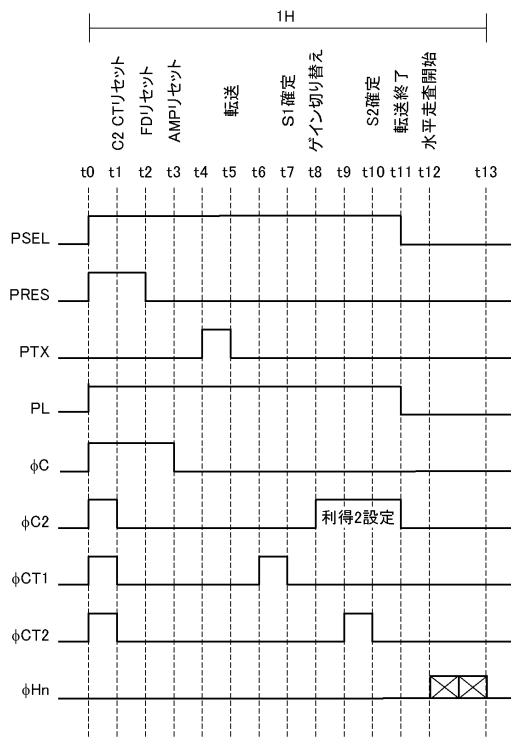 1H
C2 CTリセット
FDリセット
AMPリセット
転送
S1確定
ゲイン切り替え
S2確定
転送終了
水平走査開始
t0 t1 t2 t3 t4 t5 t6 t7 t8 t9 t10 t11 t12 t13
PSEL
PRES
PTX
PL
φC
φC2
利得2設定
φCT1
φCT2
φHn